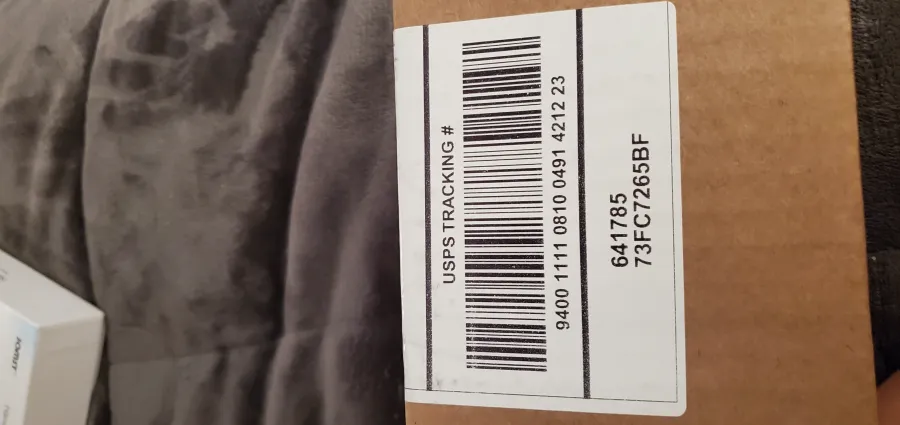 USPS TRACKING #
9400 1111 0810 0491 4212 23
641785
73FC7265BF